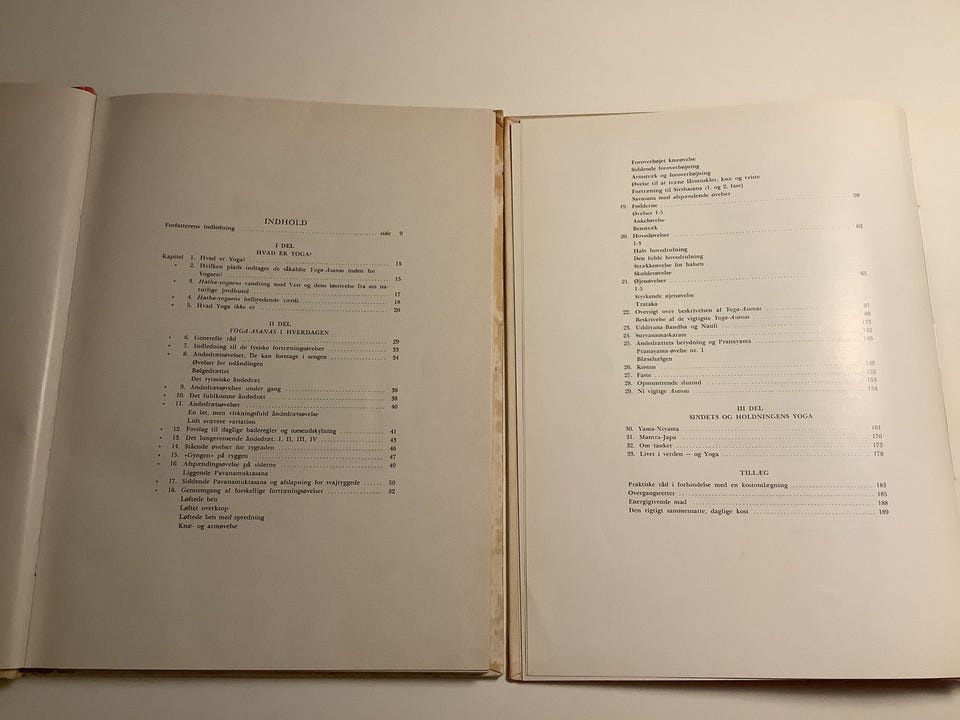 INDHOLD
Forfatterens indledning ........ side 9
I DEL
HVAD ER YOGA?
Kapitel 1. Hvad er Yoga? ........ 13
» 2. Hvilken plads indtager de såkaldte Yoga-Asanas inden for
Yogaen? ........ 15
» 3. Hatha-yogaens vandring mod Vest og dens løsrivelse fra sin na-
turlige jordbund ........ 17
» 4. Hatha-yogaens helbredende værdi ........ 18
» 5. Hvad Yoga ikke er ........ 20
II DEL
YOGA-ASANAS I HVERDAGEN
» 6. Generelle råd ........ 29
» 7. Indledning til de fysiske fortræningsøvelser ........ 33
» 8. Åndedrætsøvelser, De kan foretage i sengen ........ 34
Øvelser for udåndingen
Bølgedrættet
Det rytmiske åndedræt
» 9. Åndedrætsøvelser under gang ........ 38
» 10. Det fuldkomne åndedræt ........ 38
» 11. Åndedrætsøvelser ........ 40
En let, men virkningsfuld åndedrætsøvelse
Lidt sværere variation
» 12. Forslag til daglige baderegler og næseudskylning ........ 41
» 13. Det lungerensende åndedræt. I, II, III, IV ........ 43
» 14. Stående øvelser for rygraden ........ 46
» 15. »Gyngen« på ryggen ........ 47
» 16. Afspændingsøvelse på siderne ........ 49
Liggende Pavanamuktasana
» 17. Siddende Pavanamuktasana og afslapning for svajryggede ........ 50
» 18. Gennemgang af forskellige fortræningsøvelser ........ 52
Løftede ben
Løftet overkrop
Løftede ben med spredning
Knæ- og armøvelse
Foroverbøjet knæøvelse
Siddende foroverbøjning
Armstræk og foroverbøjning
Øvelse til at træne lårmuskler, knæ og vriste
Fortræning til Sirshasana (1. og 2. fase)
Savasana med afspændende øvelser
19. Fødderne ........ 59
Øvelser 1-5
Ankeløvelse
Benstræk
20. Hovedøvelser ........ 63
1-3
Halv hovedrulning
Den fulde hovedrulning
Strækkeøvelse for halsen
Skulderøvelse
21. Øjenøvelser ........ 65
1-5
Styrkende øjenøvelse
Trataka
22. Oversigt over beskrivelsen af Yoga-Asanas ........ 67
Beskrivelse af de vigtigste Yoga-Asanas ........ 68
23. Uddiyana-Bandha og Nauli ........ 133
24. Suryanamaskaram ........ 142
25. Åndedrættets betydning og Pranayama ........ 146
Pranayama-øvelse nr. 1
Blæsebælgen
26. Kosten ........ 149
27. Faste ........ 152
28. Opmuntrende slutord ........ 153
29. Ni vigtige Asanas ........ 154
III DEL
SINDETS OG HOLDNINGENS YOGA
30. Yama-Niyama ........ 161
31. Mantra-Japa ........ 170
32. Om tanker ........ 173
33. Livet i verden — og Yoga ........ 178
TILLÆG
Praktiske råd i forbindelse med en kostomlægning ........ 183
Overgangsretter ........ 185
Energigivende mad ........ 188
Den rigtigt sammensatte, daglige kost ........ 189